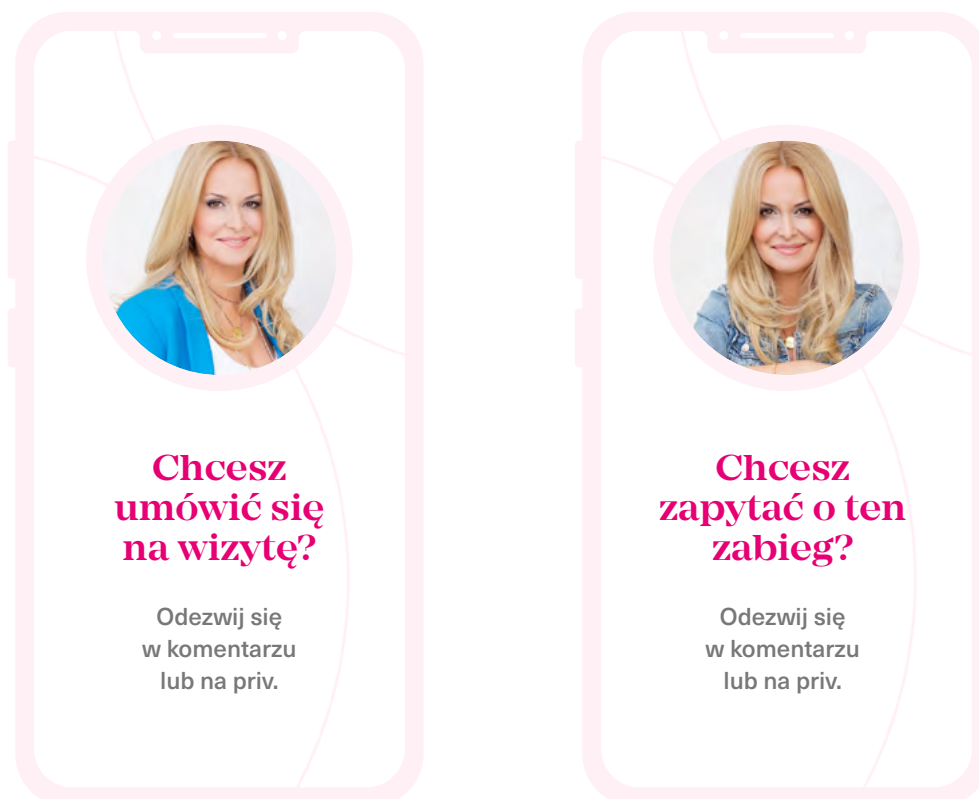 Chcesz
umówić się
na wizytę?
Odezwij się
w komentarzu
lub na priv.
Chcesz
zapytać o ten
zabieg?
Odezwij się
w komentarzu
lub na priv.